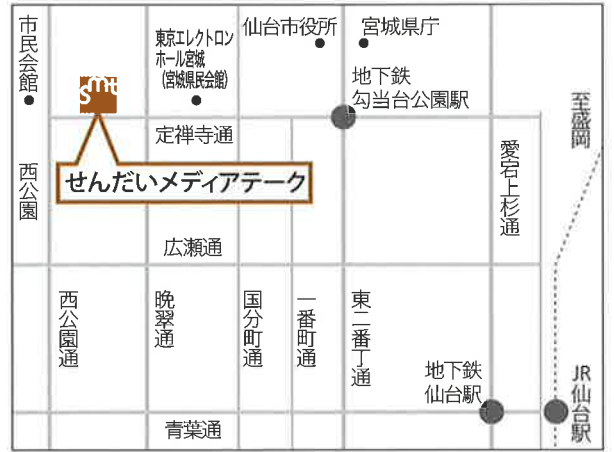 市民会館
smt
東京エレクトロン
ホール宮城
(宮城県民会館)
仙台市役所
宮城県庁
地下鉄
勾当台公園駅
至盛岡
定禅寺通
愛宕上杉通
西公園
せんだいメディアテーク
広瀬通
西公園通
晩翠通
国分町通
一番町通
東二番丁通
地下鉄
仙台駅
JR仙台駅
青葉通